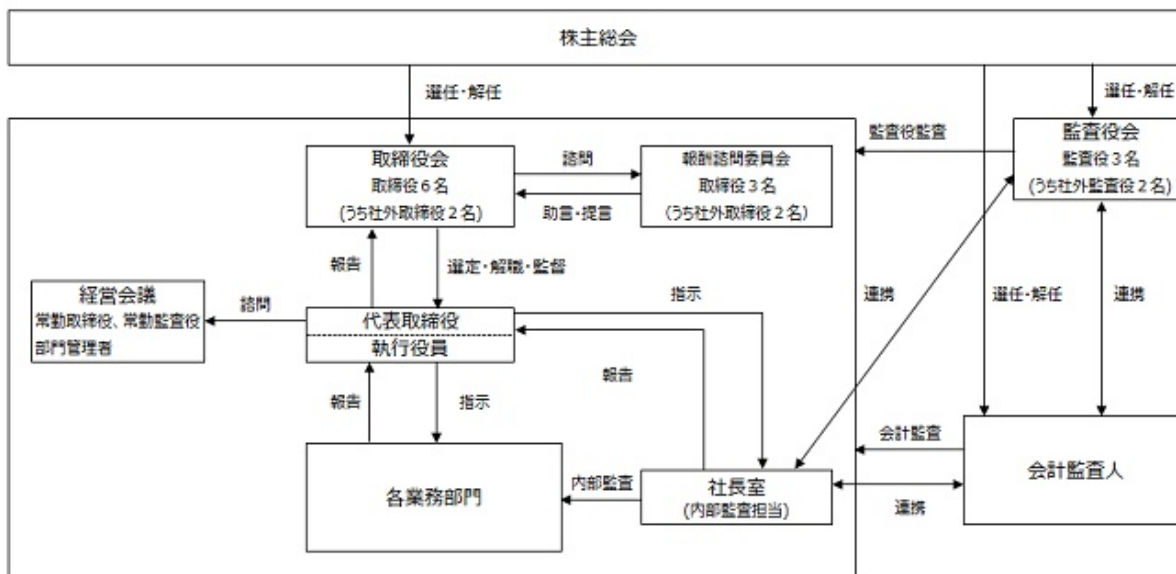 株主総会
選任・解任
選任・解任
監査役監査
監査役会
監査役3名
(うち社外監査役2名)
取締役会
取締役6名
(うち社外取締役2名)
諮問
助言・提言
報酬諮問委員会
取締役3名
(うち社外取締役2名)
報告
選定・解職・監督
経営会議
常勤取締役、常勤監査役
部門管理者
諮問
代表取締役
執行役員
指示
連携
選任・解任
連携
報告
指示
報告
会計監査
会計監査人
各業務部門
内部監査
社長室
(内部監査担当)
連携